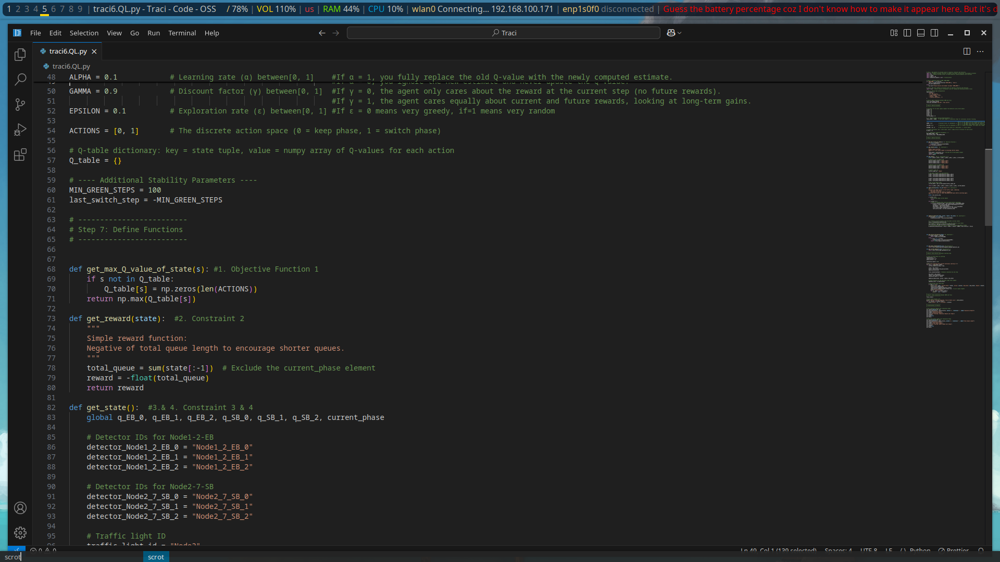 1 2 3 4 5 6 7 8 9 | traci6.QL.py - Traci - Code - OSS / 78% | VOL 110% | us | RAM 44% | CPU 10% | wlan0 Connecting... 192.168.100.171 | enp1s0f0 disconnected | Guess the battery percentage coz I don't know how to make it appear here. But it's d
File Edit Selection View Go Run Terminal Help
Traci
traci6.QL.py
traci6.QL.py
48 ALPHA = 0.1 # Learning rate (α) between[0, 1] #If α = 1, you fully replace the old Q-value with the newly computed estimate.
50 GAMMA = 0.9 # Discount factor (γ) between[0, 1] #If γ = 0, the agent only cares about the reward at the current step (no future rewards).
51 #If γ = 1, the agent cares equally about current and future rewards, looking at long-term gains.
52 EPSILON = 0.1 # Exploration rate (ε) between[0, 1] #If ε = 0 means very greedy, if=1 means very random
53
54 ACTIONS = [0, 1] # The discrete action space (0 = keep phase, 1 = switch phase)
55
56 # Q-table dictionary: key = state tuple, value = numpy array of Q-values for each action
57 Q_table = {}
58
59 # ---- Additional Stability Parameters ----
60 MIN_GREEN_STEPS = 100
61 last_switch_step = -MIN_GREEN_STEPS
62
63 # -------------------------
64 # Step 7: Define Functions
65 # -------------------------
66
67
68 def get_max_Q_value_of_state(s): #1. Objective Function 1
69 if s not in Q_table:
70 Q_table[s] = np.zeros(len(ACTIONS))
71 return np.max(Q_table[s])
72
73 def get_reward(state): #2. Constraint 2
74 """
75 Simple reward function:
76 Negative of total queue length to encourage shorter queues.
77 """
78 total_queue = sum(state[:-1]) # Exclude the current_phase element
79 reward = -float(total_queue)
80 return reward
81
82 def get_state(): #3.& 4. Constraint 3 & 4
83 global q_EB_0, q_EB_1, q_EB_2, q_SB_0, q_SB_1, q_SB_2, current_phase
84
85 # Detector IDs for Node1-2-EB
86 detector_Node1_2_EB_0 = "Node1_2_EB_0"
87 detector_Node1_2_EB_1 = "Node1_2_EB_1"
88 detector_Node1_2_EB_2 = "Node1_2_EB_2"
89
90 # Detector IDs for Node2-7-SB
91 detector_Node2_7_SB_0 = "Node2_7_SB_0"
92 detector_Node2_7_SB_1 = "Node2_7_SB_1"
93 detector_Node2_7_SB_2 = "Node2_7_SB_2"
94
95 # Traffic light ID
96 traffic_light_id = "Node2"
0 0 Ln 49, Col 1 (139 selected) Spaces: 4 UTF-8 LF {} Python Prettier
scrot scrot